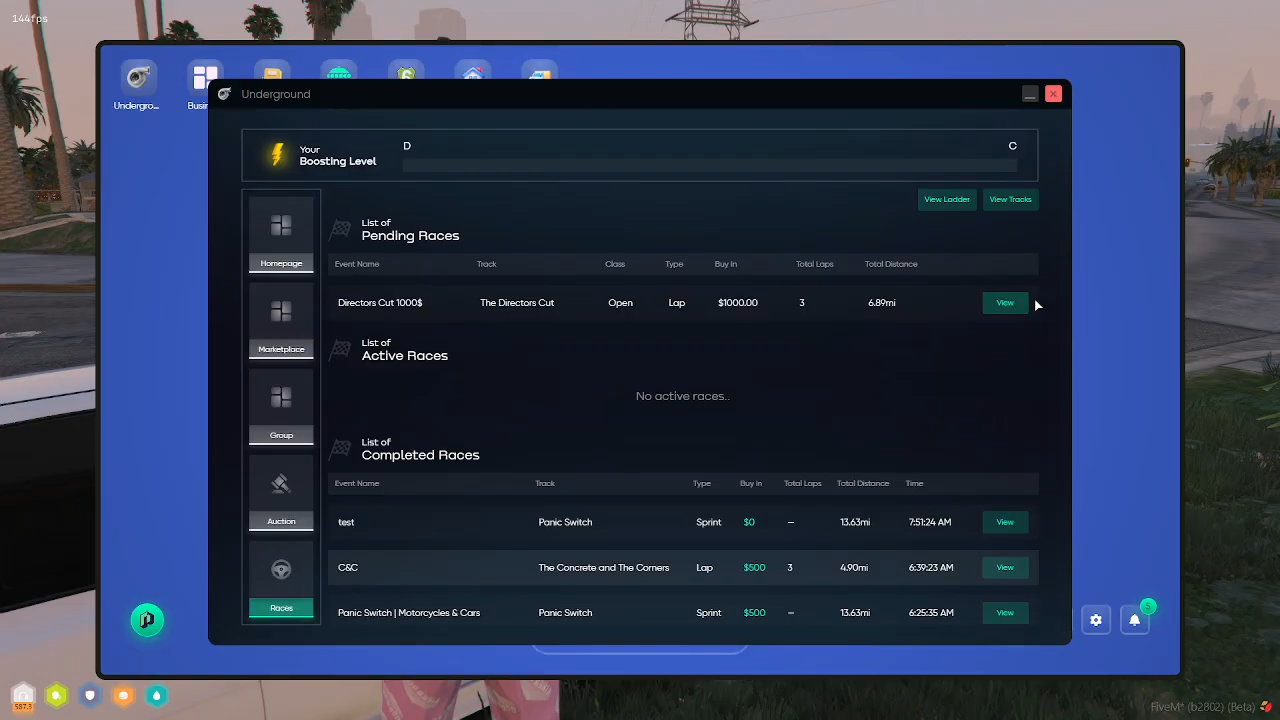 144fps
Undergro...
Busin
Underground
Your
Boosting Level
D
C
View Ladder
View Tracks
Homepage
Marketplace
Group
Auction
Races
List of
Pending Races
Event Name Track Class Type Buy In Total Laps Total Distance
Directors Cut 1000$ The Directors Cut Open Lap $1000.00 3 6.89mi View
List of
Active Races
No active races..
List of
Completed Races
Event Name Track Type Buy In Total Laps Total Distance Time
test Panic Switch Sprint $0 – 13.63mi 7:51:24 AM View
C&C The Concrete and The Corners Lap $500 3 4.90mi 6:39:23 AM View
Panic Switch | Motorcycles & Cars Panic Switch Sprint $500 – 13.63mi 6:25:35 AM View
5
587.3
FiveM* (b2802) (Beta)